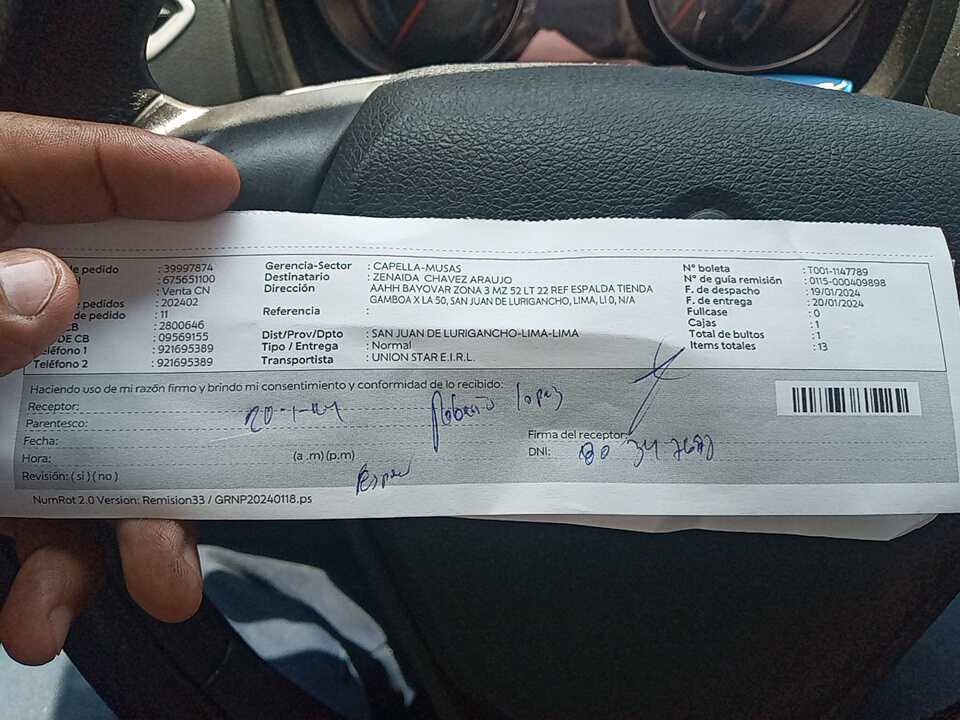 e pedido : 39997874
: 675651100
: Venta CN
pedidos : 202402
de pedido : 11
CB : 2800646
DE CB : 09569155
eléfono 1 : 921695389
Teléfono 2 : 921695389
Gerencia-Sector : CAPELLA-MUSAS
Destinatario : ZENAIDA CHAVEZ ARAUJO
Dirección AAHH BAYOVAR ZONA 3 MZ 52 LT 22 REF ESPALDA TIENDA
GAMBOA X LA 50, SAN JUAN DE LURIGANCHO, LIMA, LI 0, N/A
Referencia :
Dist/Prov/Dpto : SAN JUAN DE LURIGANCHO-LIMA-LIMA
Tipo / Entrega : Normal
Transportista : UNION STAR E.I.R.L.
N° boleta : T001-1147789
N° de guía remisión : 0115-000409898
F. de despacho : 19/01/2024
F. de entrega : 20/01/2024
Fullcase : 0
Cajas : 1
Total de bultos : 1
Items totales : 13
Haciendo uso de mi razón firmo y brindo mi consentimiento y conformidad de lo recibido:
Receptor: Roberto Lopez
Parentesco:
Fecha:
Hora: (a .m) (p.m)
Revisión: ( si ) ( no )
Firma del receptor:
DNI:
NumRot 2.0 Version: Remision33 / GRNP20240118.ps